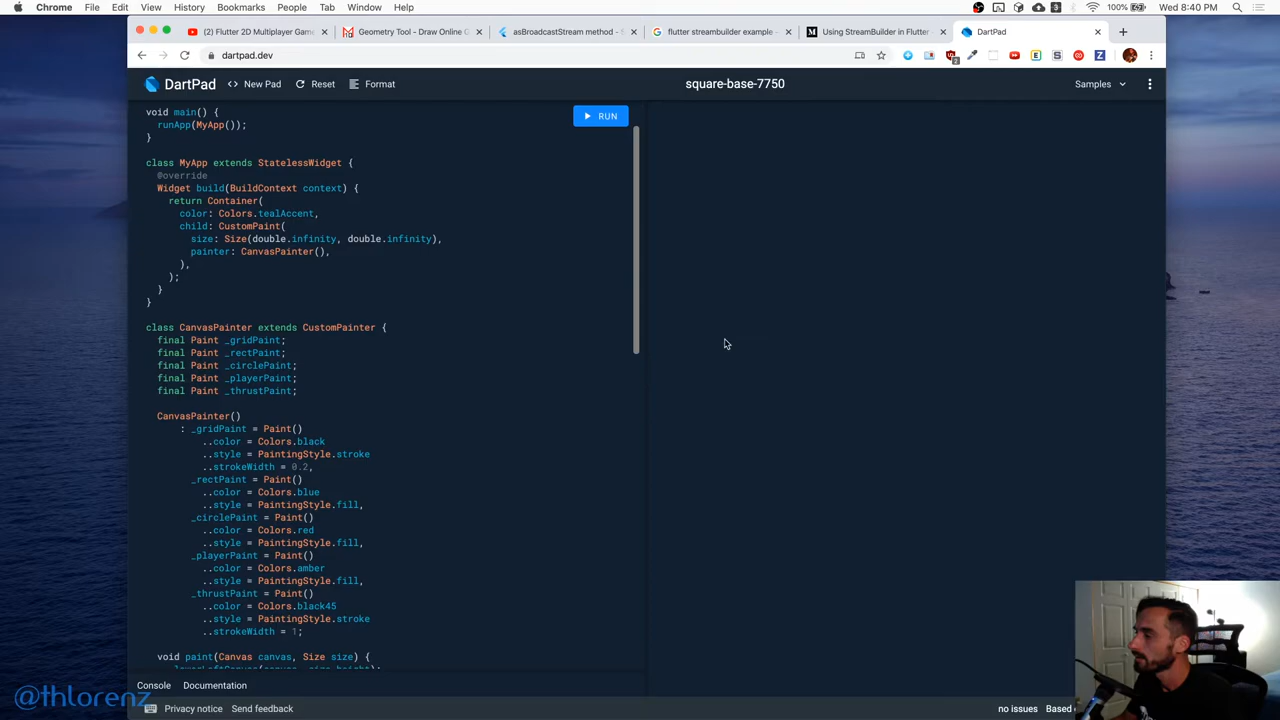 Chrome File Edit View History Bookmarks People Tab Window Help
3 100% Wed 8:40 PM
(2) Flutter 2D Multiplayer Game
Geometry Tool - Draw Online G
asBroadcastStream method -
flutter streambuilder example -
Using StreamBuilder in Flutter
DartPad
dartpad.dev
2
DartPad
<> New Pad
Reset
Format
square-base-7750
Samples
void main() {
runApp(MyApp());
}
class MyApp extends StatelessWidget {
@override
Widget build(BuildContext context) {
return Container(
color: Colors.tealAccent,
child: CustomPaint(
size: Size(double.infinity, double.infinity),
painter: CanvasPainter(),
),
);
}
}
class CanvasPainter extends CustomPainter {
final Paint _gridPaint;
final Paint _rectPaint;
final Paint _circlePaint;
final Paint _playerPaint;
final Paint _thrustPaint;
CanvasPainter()
: _gridPaint = Paint()
..color = Colors.black
..style = PaintingStyle.stroke
..strokeWidth = 0.2,
_rectPaint = Paint()
..color = Colors.blue
..style = PaintingStyle.fill,
_circlePaint = Paint()
..color = Colors.red
..style = PaintingStyle.fill,
_playerPaint = Paint()
..color = Colors.amber
..style = PaintingStyle.fill,
_thrustPaint = Paint()
..color = Colors.black45
..style = PaintingStyle.stroke
..strokeWidth = 1;
void paint(Canvas canvas, Size size) {
RUN
Console Documentation
Privacy notice Send feedback
no issues Based
@thlorenz